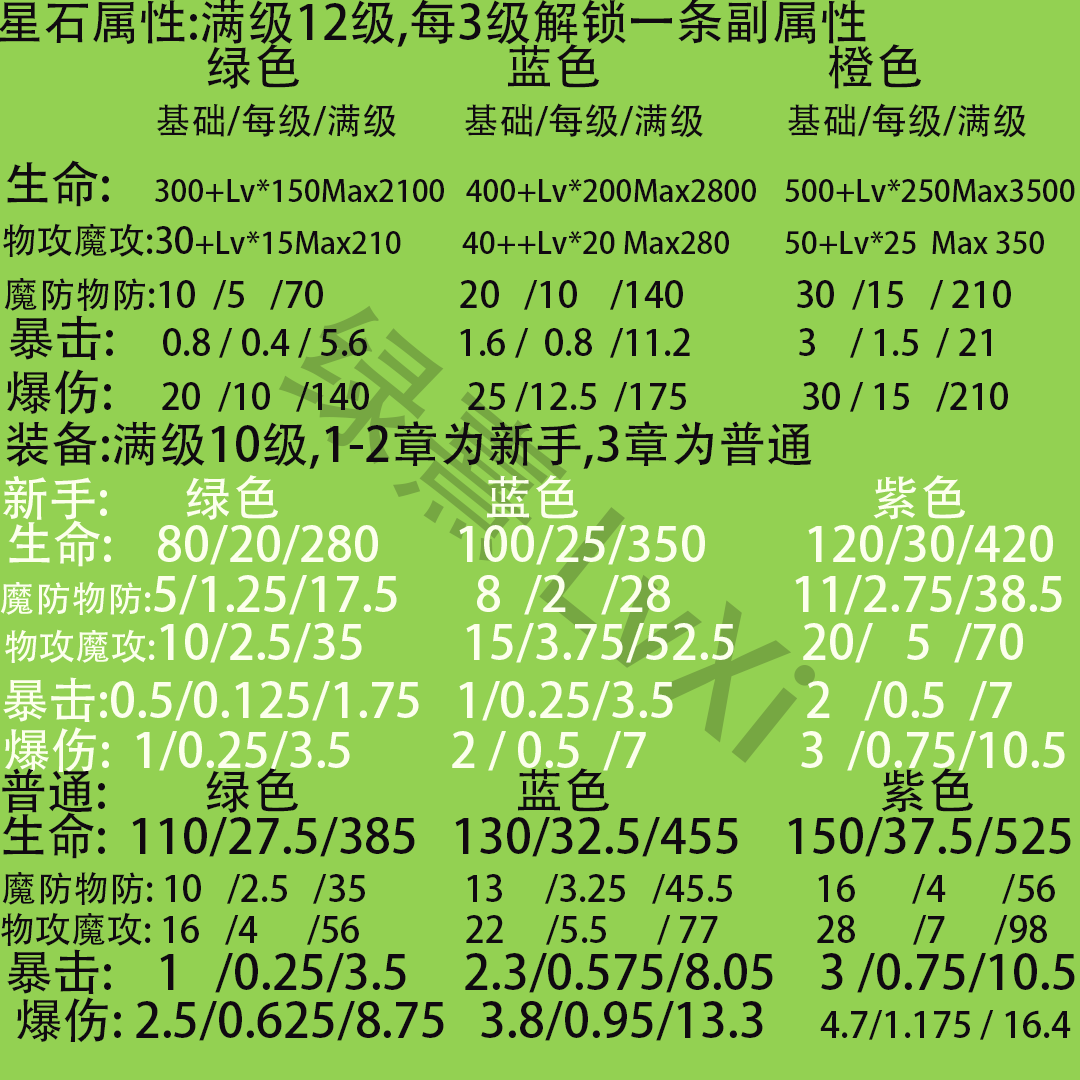 星石属性:满级12级,每3级解锁一条副属性
绿色 蓝色 橙色
基础/每级/满级 基础/每级/满级 基础/每级/满级
生命: 300+Lv*150Max2100 400+Lv*200Max2800 500+Lv*250Max3500
物攻魔攻:30+Lv*15Max210 40++Lv*20 Max280 50+Lv*25 Max 350
魔防物防:10 /5 /70 20 /10 /140 30 /15 / 210
暴击: 0.8 / 0.4 / 5.6 1.6 / 0.8 /11.2 3 / 1.5 / 21
爆伤: 20 /10 /140 25 /12.5 /175 30 / 15 /210
装备:满级10级,1-2章为新手,3章为普通
新手: 绿色 蓝色 紫色
生命: 80/20/280 100/25/350 120/30/420
魔防物防:5/1.25/17.5 8 /2 /28 11/2.75/38.5
物攻魔攻:10/2.5/35 15/3.75/52.5 20/ 5 /70
暴击:0.5/0.125/1.75 1/0.25/3.5 2 /0.5 /7
爆伤: 1/0.25/3.5 2 / 0.5 /7 3 /0.75/10.5
普通: 绿色 蓝色 紫色
生命: 110/27.5/385 130/32.5/455 150/37.5/525
魔防物防: 10 /2.5 /35 13 /3.25 /45.5 16 /4 /56
物攻魔攻: 16 /4 /56 22 /5.5 / 77 28 /7 /98
暴击: 1 /0.25/3.5 2.3/0.575/8.05 3 /0.75/10.5
爆伤: 2.5/0.625/8.75 3.8/0.95/13.3 4.7/1.175 / 16.4
LvXi